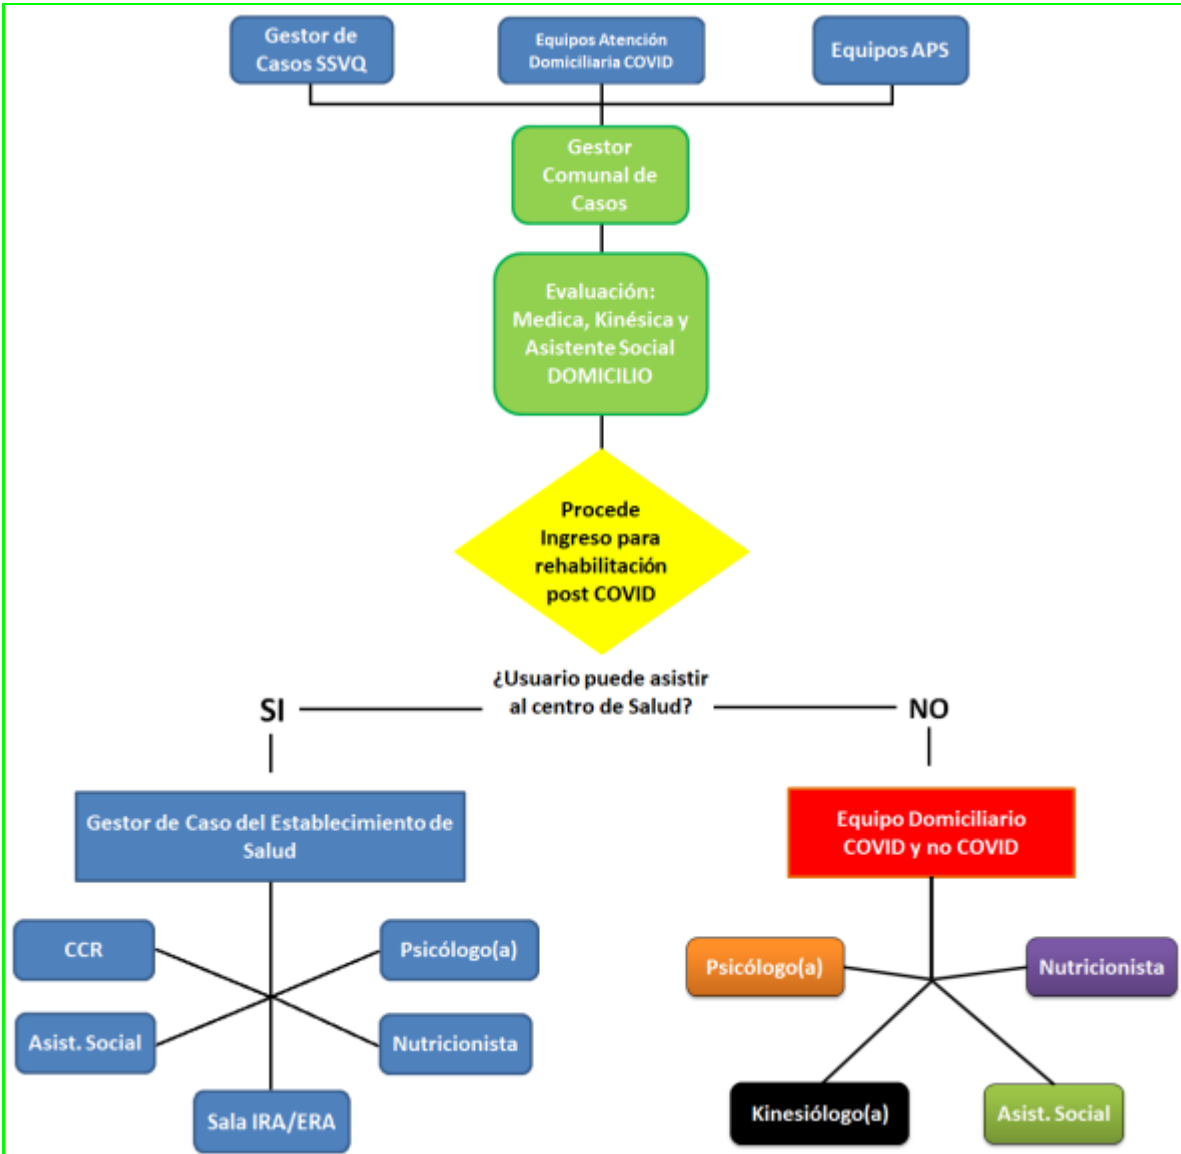 Gestor de
Casos SSVQ
Equipos Atención
Domiciliaria COVID
Equipos APS
Gestor
Comunal de
Casos
Evaluación:
Medica, Kinésica y
Asistente Social
DOMICILIO
Procede
Ingreso para
rehabilitación
post COVID
¿Usuario puede asistir
al centro de Salud?
SI
NO
Gestor de Caso del Establecimiento de
Salud
Equipo Domiciliario
COVID y no COVID
CCR
Psicólogo(a)
Asist. Social
Nutricionista
Sala IRA/ERA
Psicólogo(a)
Nutricionista
Kinesiólogo(a)
Asist. Social